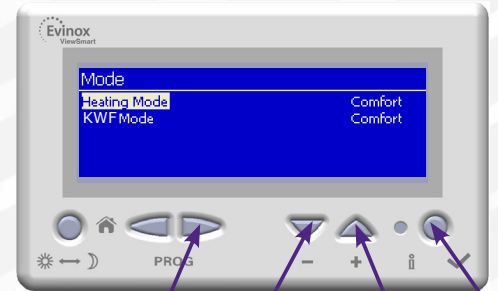 Evinox
ViewSmart
Mode
Heating Mode Comfort
KWF Mode Comfort
PROG - + i